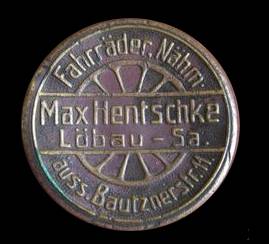 Fahrräder. Nähm.
Max Hentschke
Löbau - Sa.
äuss. Bautznerstr. 11.